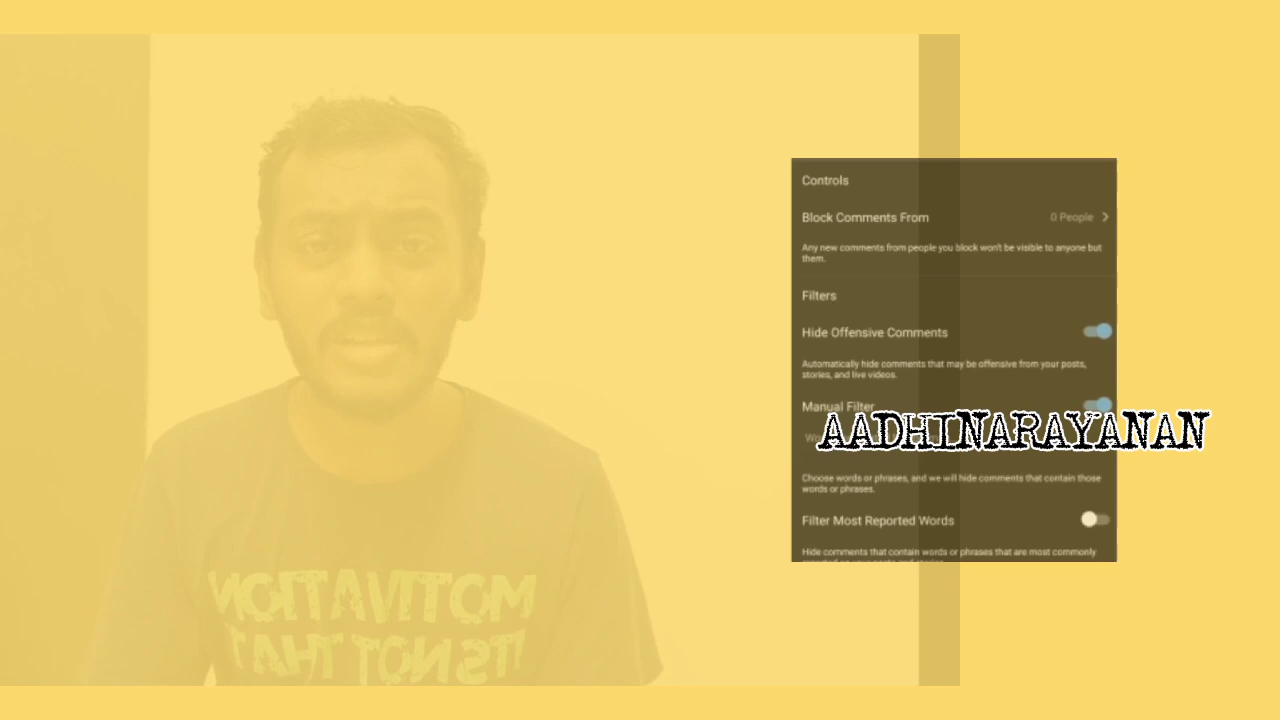 Controls
Block Comments From 0 People
Any new comments from people you block won't be visible to anyone but
them.
Filters
Hide Offensive Comments
Automatically hide comments that may be offensive from your posts,
stories, and live videos.
Manual Filter
AADHINARAYANAN
Choose words or phrases, and we will hide comments that contain those
words or phrases.
Filter Most Reported Words
Hide comments that contain words or phrases that are most commonly
MOTIVATION
ITS NOT THAT